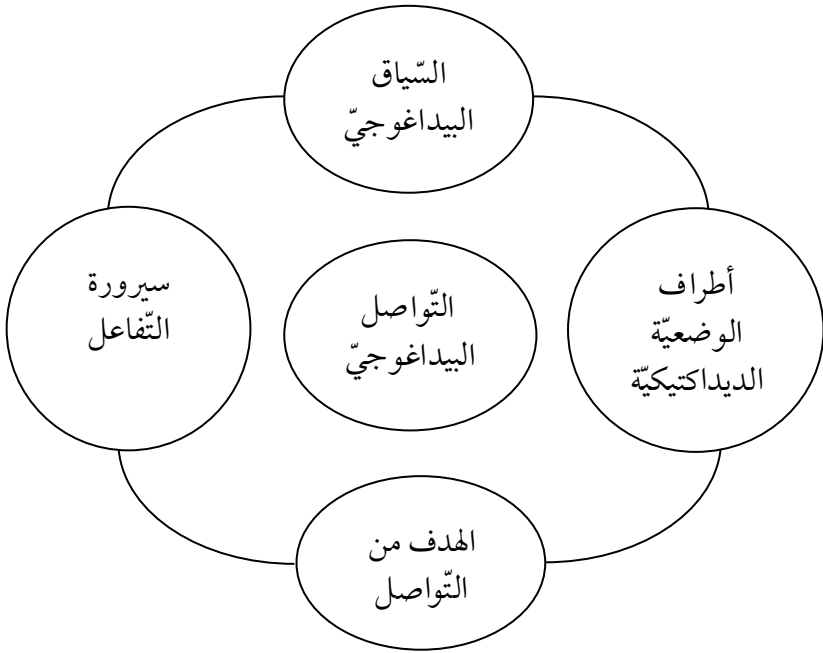 السّياق
البيداغوجيّ
أطراف
الوضعيّة
الديداكتيكيّة
التّواصل
البيداغوجيّ
سيرورة
التّفاعل
الهدف من
التّواصل